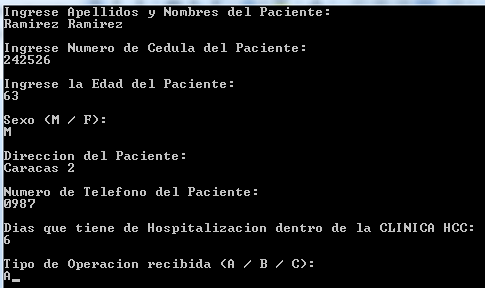 Ingrese Apellidos y Nombres del Paciente:
Ramirez Ramirez
Ingrese Numero de Cedula del Paciente:
242526
Ingrese la Edad del Paciente:
63
Sexo (M / F):
M
Direccion del Paciente:
Caracas 2
Numero de Telefono del Paciente:
0987
Dias que tiene de Hospitalizacion dentro de la CLINICA HCC:
6
Tipo de Operacion recibida (A / B / C):
A_